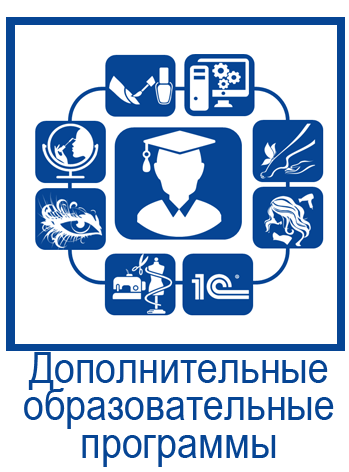 1С®
Дополнительные
образовательные
программы